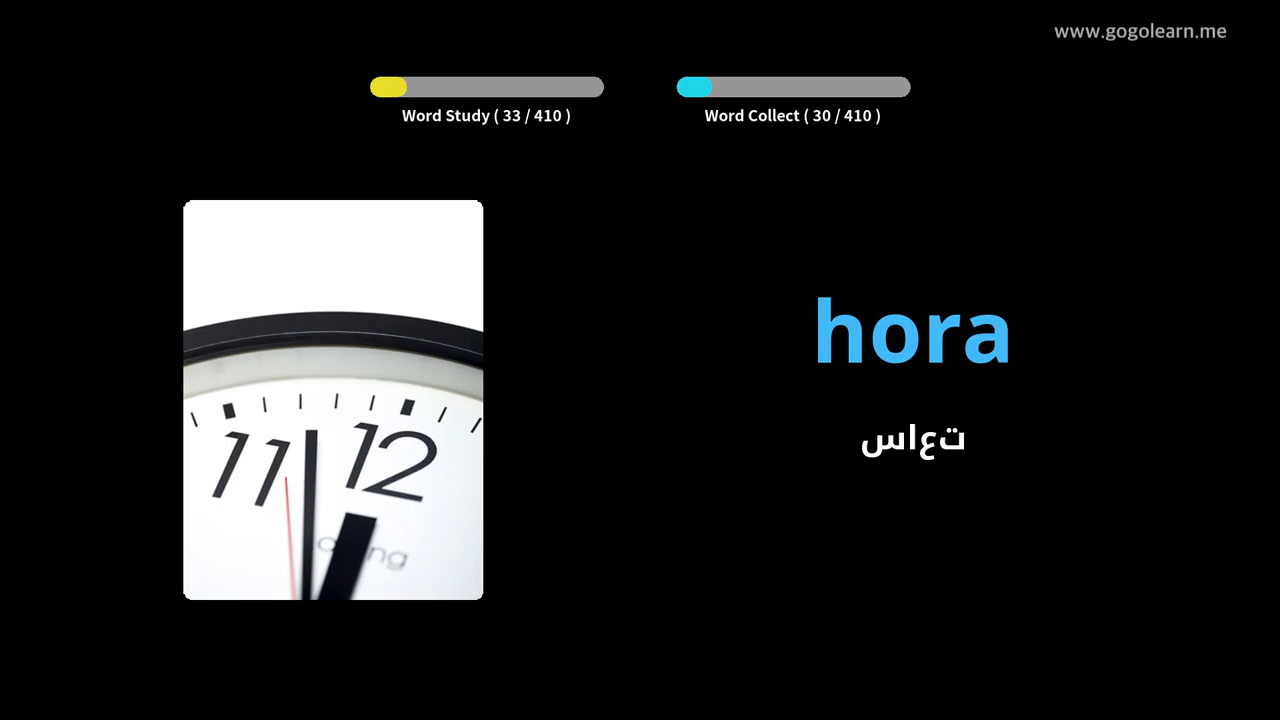 www.gogolearn.me
Word Study ( 33 / 410 )
Word Collect ( 30 / 410 )
hora
تعاس
11 12